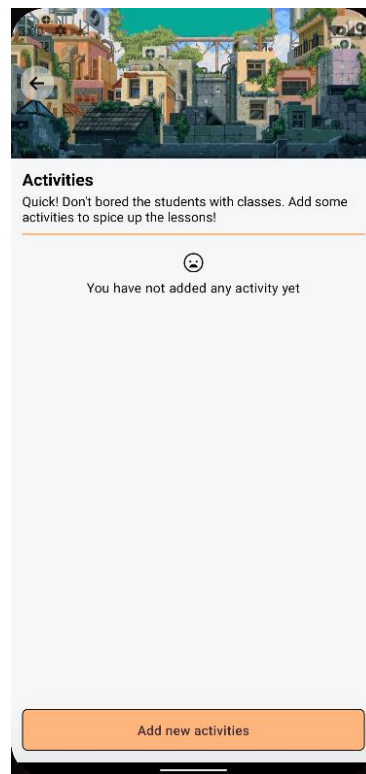 Activities
Quick! Don't bored the students with classes. Add some
activities to spice up the lessons!
You have not added any activity yet
Add new activities